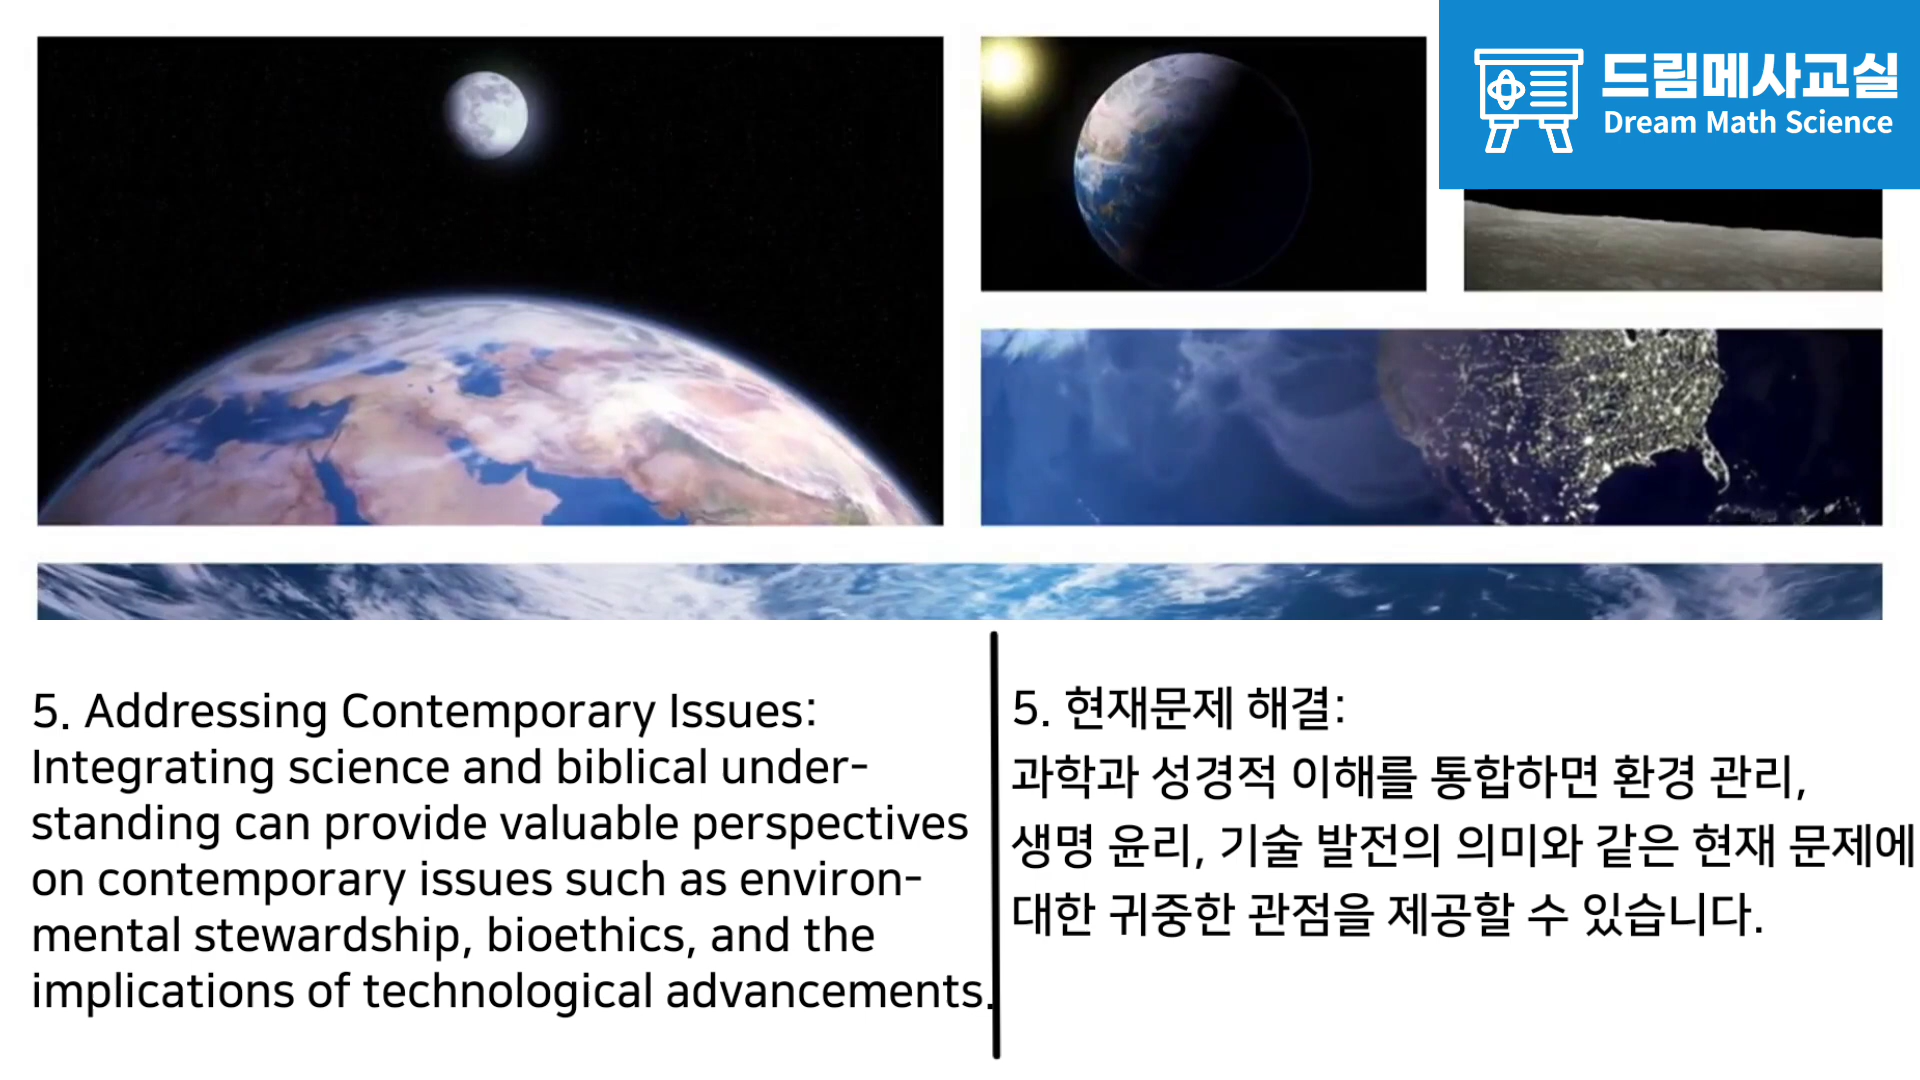 드림메사교실
Dream Math Science
5. Addressing Contemporary Issues:
Integrating science and biblical under-
standing can provide valuable perspectives
on contemporary issues such as environ-
mental stewardship, bioethics, and the
implications of technological advancements.
5. 현재문제 해결:
과학과 성경적 이해를 통합하면 환경 관리,
생명 윤리, 기술 발전의 의미와 같은 현재 문제에
대한 귀중한 관점을 제공할 수 있습니다.